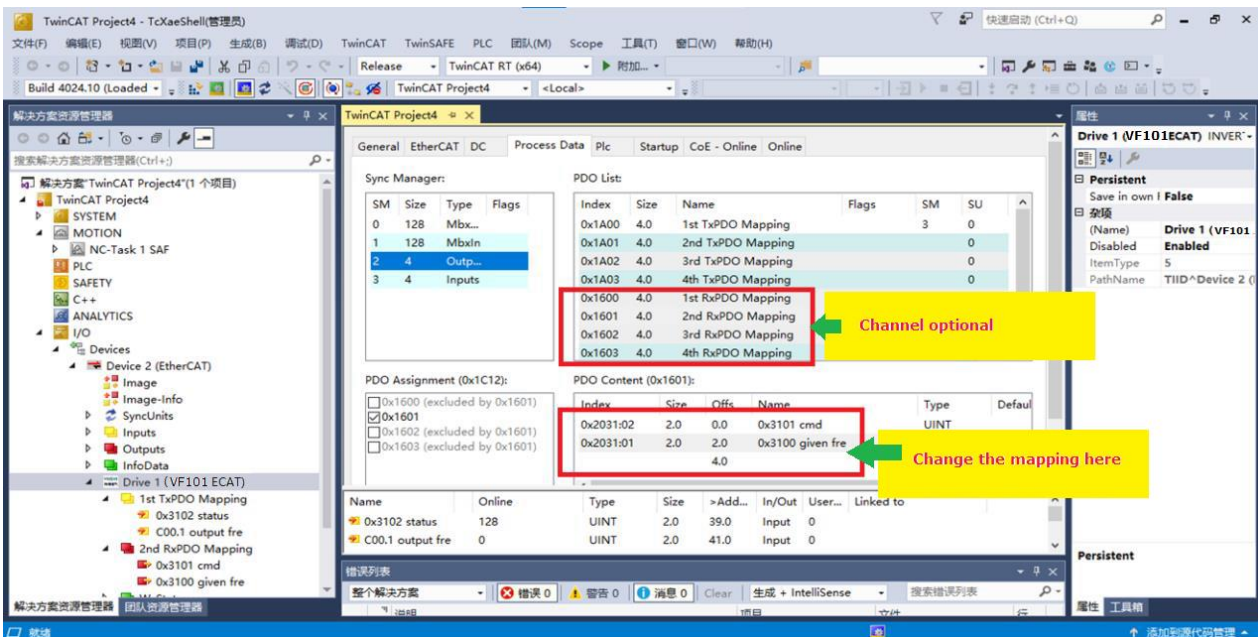 TwinCAT Project4 - TcXaeShell(管理员)
快速启动 (Ctrl+Q)
文件(F) 编辑(E) 视图(V) 项目(P) 生成(B) 调试(D) TwinCAT TwinSAFE PLC 团队(M) Scope 工具(T) 窗口(W) 帮助(H)
Release TwinCAT RT (x64) 附加...
Build 4024.10 (Loaded TwinCAT Project4 <Local>
解决方案资源管理器
搜索解决方案资源管理器(Ctrl+;)
解决方案"TwinCAT Project4"(1 个项目)
TwinCAT Project4
SYSTEM
MOTION
NC-Task 1 SAF
PLC
SAFETY
C++
ANALYTICS
I/O
Devices
Device 2 (EtherCAT)
Image
Image-Info
SyncUnits
Inputs
Outputs
InfoData
Drive 1 (VF101 ECAT)
1st TxPDO Mapping
0x3102 status
C00.1 output fre
2nd RxPDO Mapping
0x3101 cmd
0x3100 given fre
解决方案资源管理器 团队资源管理器
TwinCAT Project4
General EtherCAT DC Process Data Plc Startup CoE - Online Online
Sync Manager:
SM Size Type Flags
0 128 Mbx...
1 128 MbxIn
2 4 Outp...
3 4 Inputs
PDO List:
Index Size Name Flags SM SU
0x1A00 4.0 1st TxPDO Mapping 3 0
0x1A01 4.0 2nd TxPDO Mapping 0
0x1A02 4.0 3rd TxPDO Mapping 0
0x1A03 4.0 4th TxPDO Mapping 0
0x1600 4.0 1st RxPDO Mapping
0x1601 4.0 2nd RxPDO Mapping
0x1602 4.0 3rd RxPDO Mapping
0x1603 4.0 4th RxPDO Mapping
Channel optional
PDO Assignment (0x1C12):
0x1600 (excluded by 0x1601)
0x1601
0x1602 (excluded by 0x1601)
0x1603 (excluded by 0x1601)
PDO Content (0x1601):
Index Size Offs Name Type Defaul
0x2031:02 2.0 0.0 0x3101 cmd UINT
0x2031:01 2.0 2.0 0x3100 given fre
4.0
Change the mapping here
Name Online Type Size >Add... In/Out User... Linked to
0x3102 status 128 UINT 2.0 39.0 Input 0
C00.1 output fre 0 UINT 2.0 41.0 Input 0
错误列表
整个解决方案 错误 0 警告 0 消息 0 Clear 生成 + IntelliSense 搜索错误列表
说明 项目 文件 行
属性
Drive 1 (VF101ECAT) INVER
Persistent
Save in own False
杂项
(Name) Drive 1 (VF101
Disabled Enabled
ItemType 5
PathName TIID^Device 2 (
Persistent
属性 工具箱
就绪
添加到源代码管理